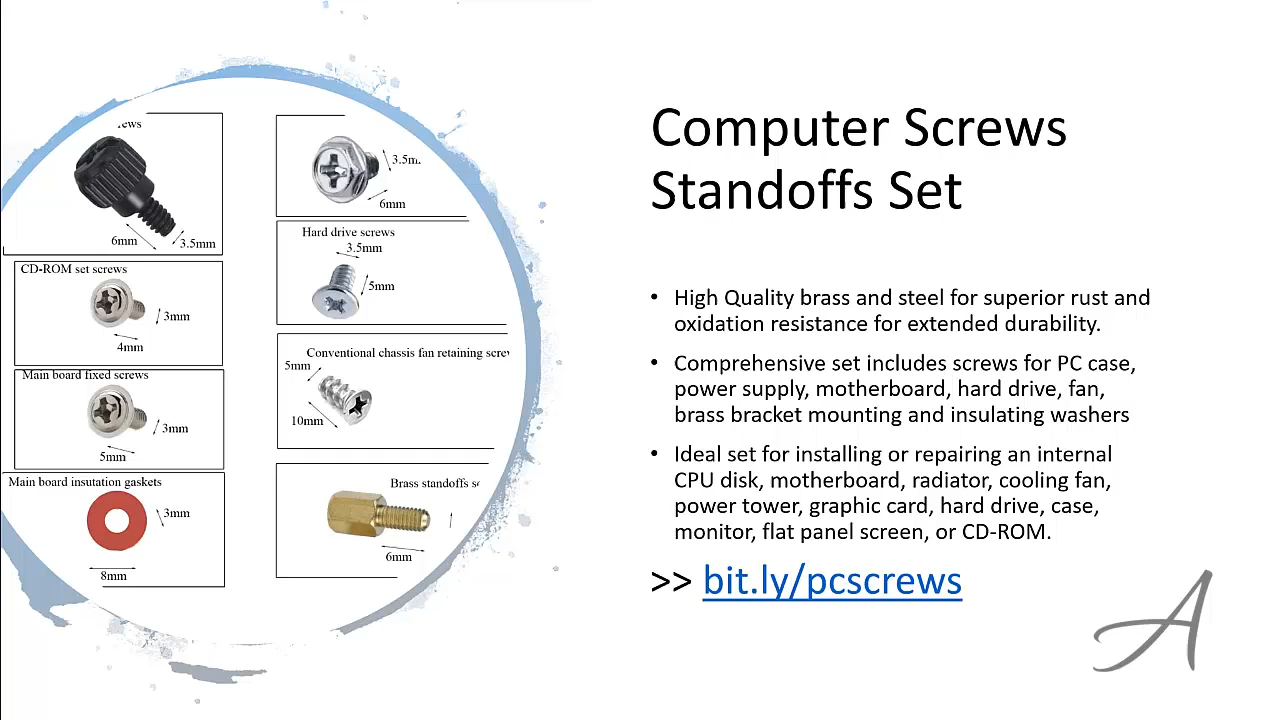 Computer Screws
Standoffs Set
• High Quality brass and steel for superior rust and
oxidation resistance for extended durability.
• Comprehensive set includes screws for PC case,
power supply, motherboard, hard drive, fan,
brass bracket mounting and insulating washers
• Ideal set for installing or repairing an internal
CPU disk, motherboard, radiator, cooling fan,
power tower, graphic card, hard drive, case,
monitor, flat panel screen, or CD-ROM.
>> bit.ly/pcscrews
A
6mm
3.5mm
CD-ROM set screws
3mm
4mm
Main board fixed screws
3mm
5mm
Main board insutation gaskets
3mm
8mm
6mm
Hard drive screws
3.5mm
5mm
Conventional chassis fan retaining
5mm
10mm
Brass standoffs
6mm